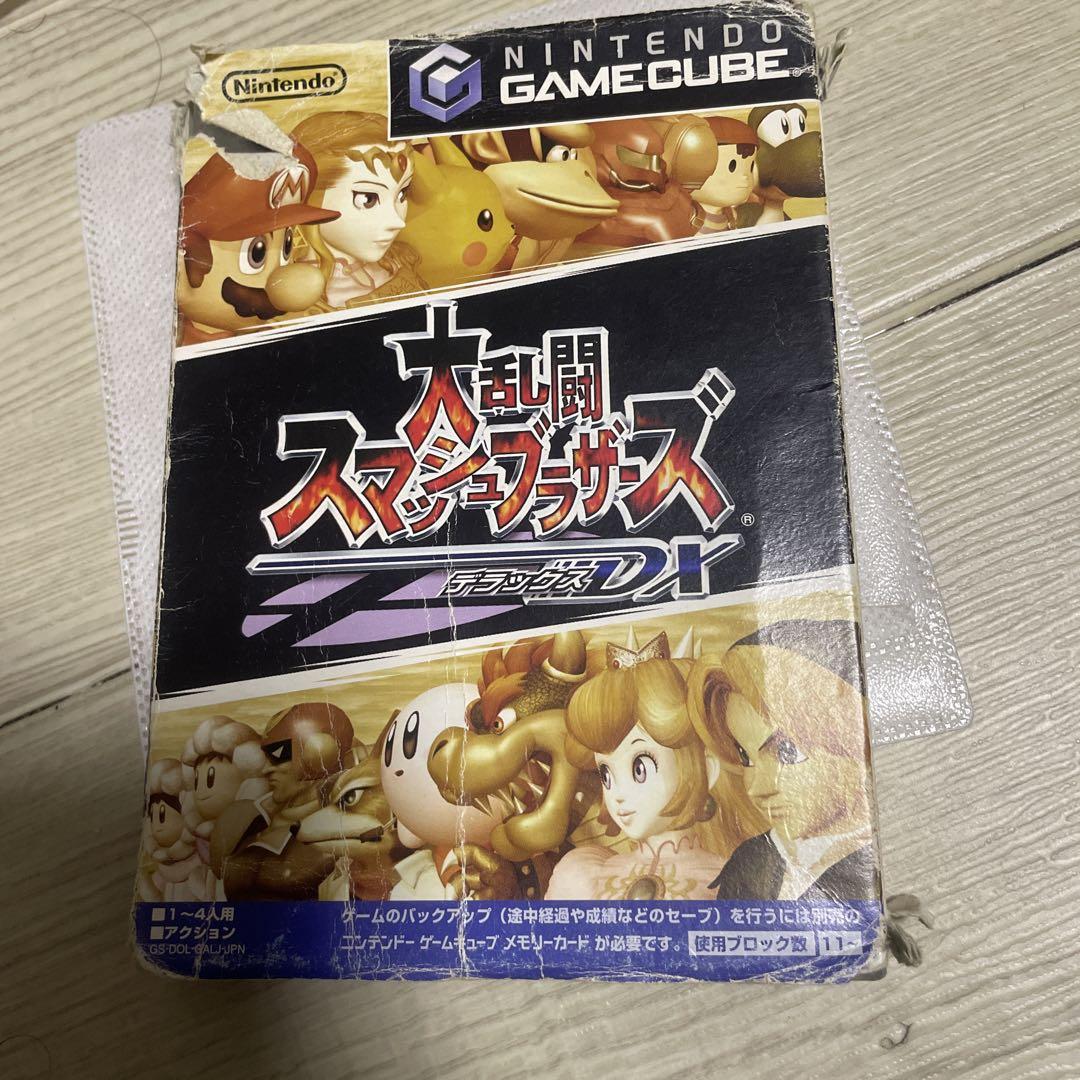 Nintendo
NINTENDO
GAMECUBE®
M
大乱闘
スマッシュブラザーズ
®
デラックス DX
■1〜4人用
■アクション
GS-DOL-GALJ-JPN
ゲームのバックアップ（途中経過や成績などのセーブ）を行うには別売の
ニンテンドー ゲームキューブ メモリーカード が必要です。 使用ブロック数 11〜